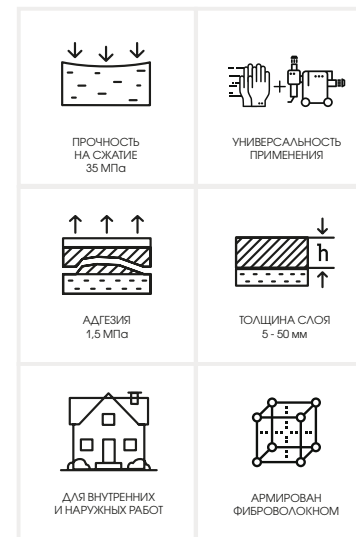 ПРОЧНОСТЬ
НА СЖАТИЕ
35 МПа
УНИВЕРСАЛЬНОСТЬ
ПРИМЕНЕНИЯ
АДГЕЗИЯ
1,5 МПа
h
ТОЛЩИНА СЛОЯ
5 - 50 мм
ДЛЯ ВНУТРЕННИХ
И НАРУЖНЫХ РАБОТ
АРМИРОВАН
ФИБРОВОЛОКНОМ